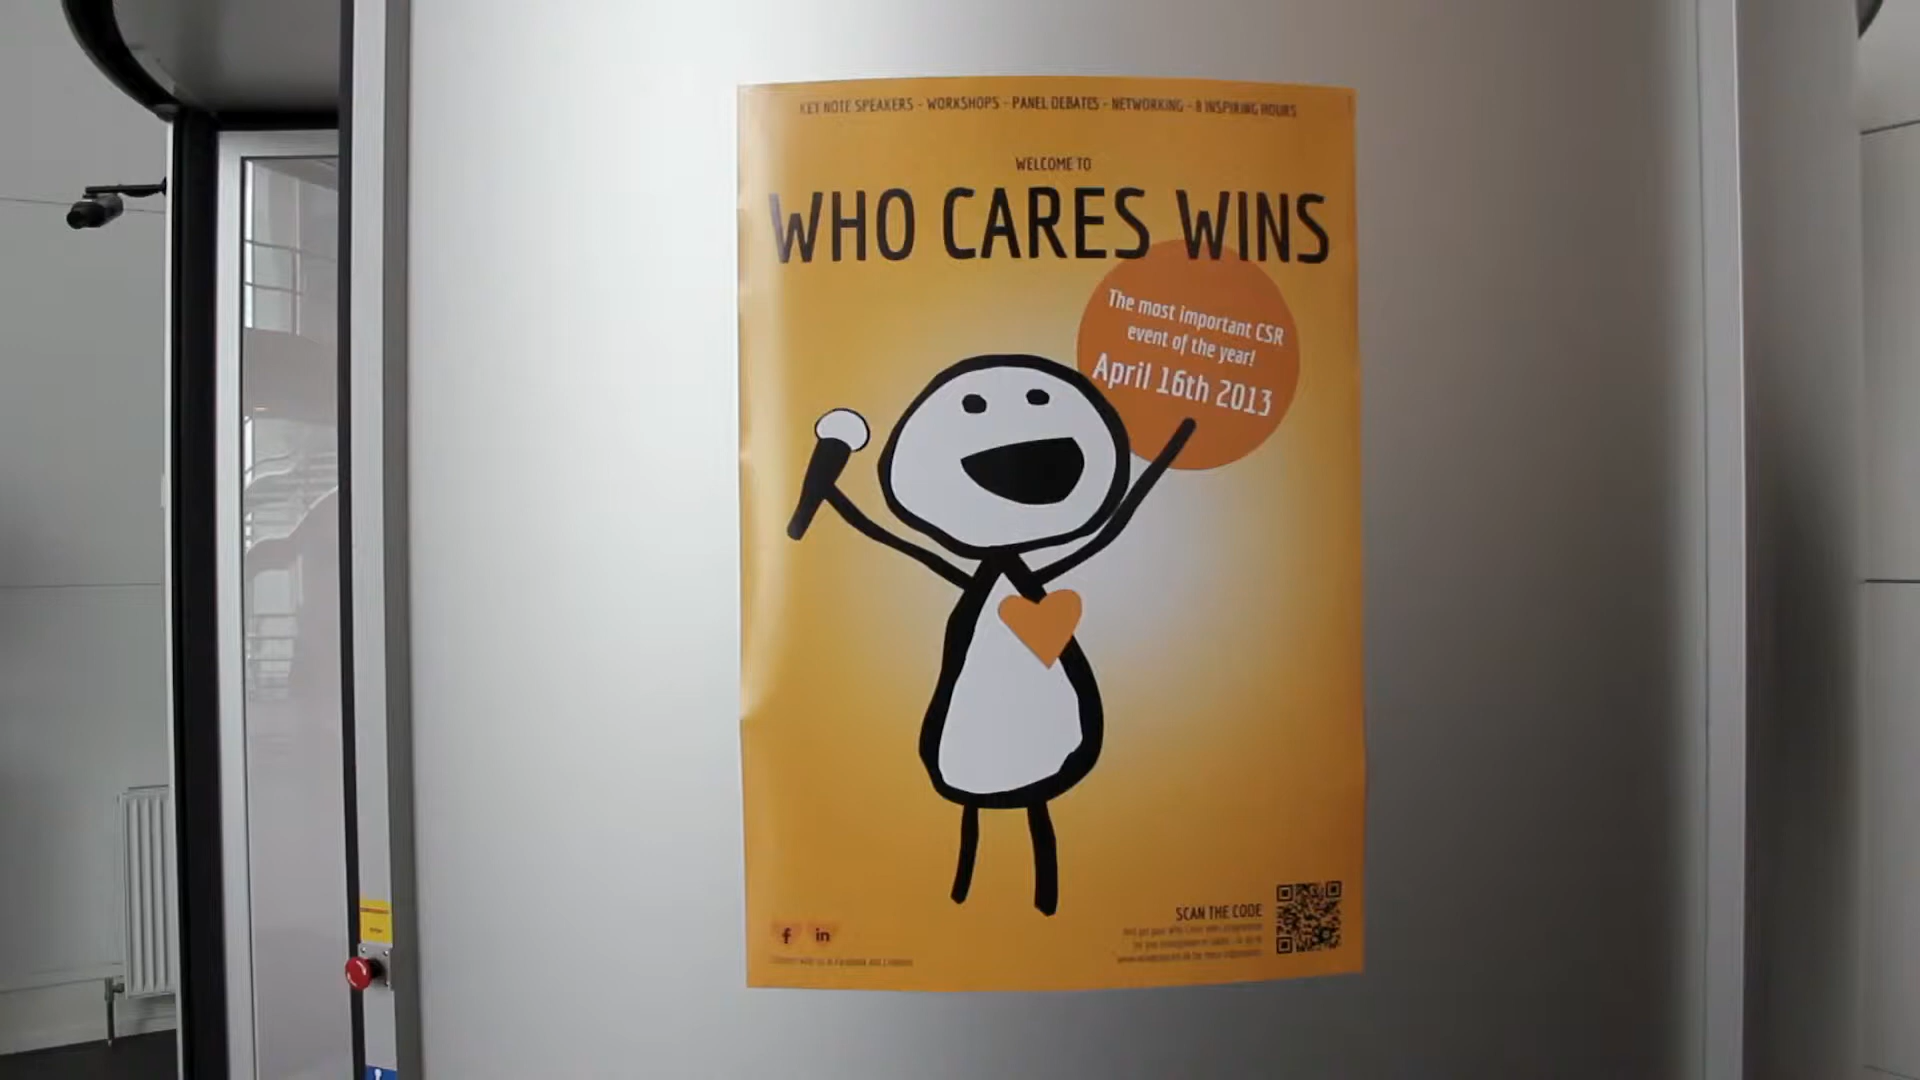 KEY NOTE SPEAKERS - WORKSHOPS - PANEL DEBATES - NETWORKING - 8 INSPIRING HOURS
WELCOME TO
WHO CARES WINS
The most important CSR
event of the year!
April 16th 2013
SCAN THE CODE
f in